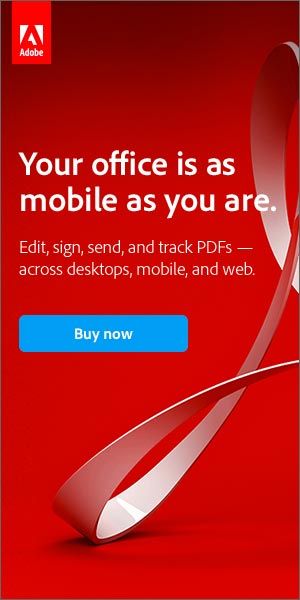 Adobe
Your office is as
mobile as you are.
Edit, sign, send, and track PDFs —
across desktops, mobile, and web.
Buy now